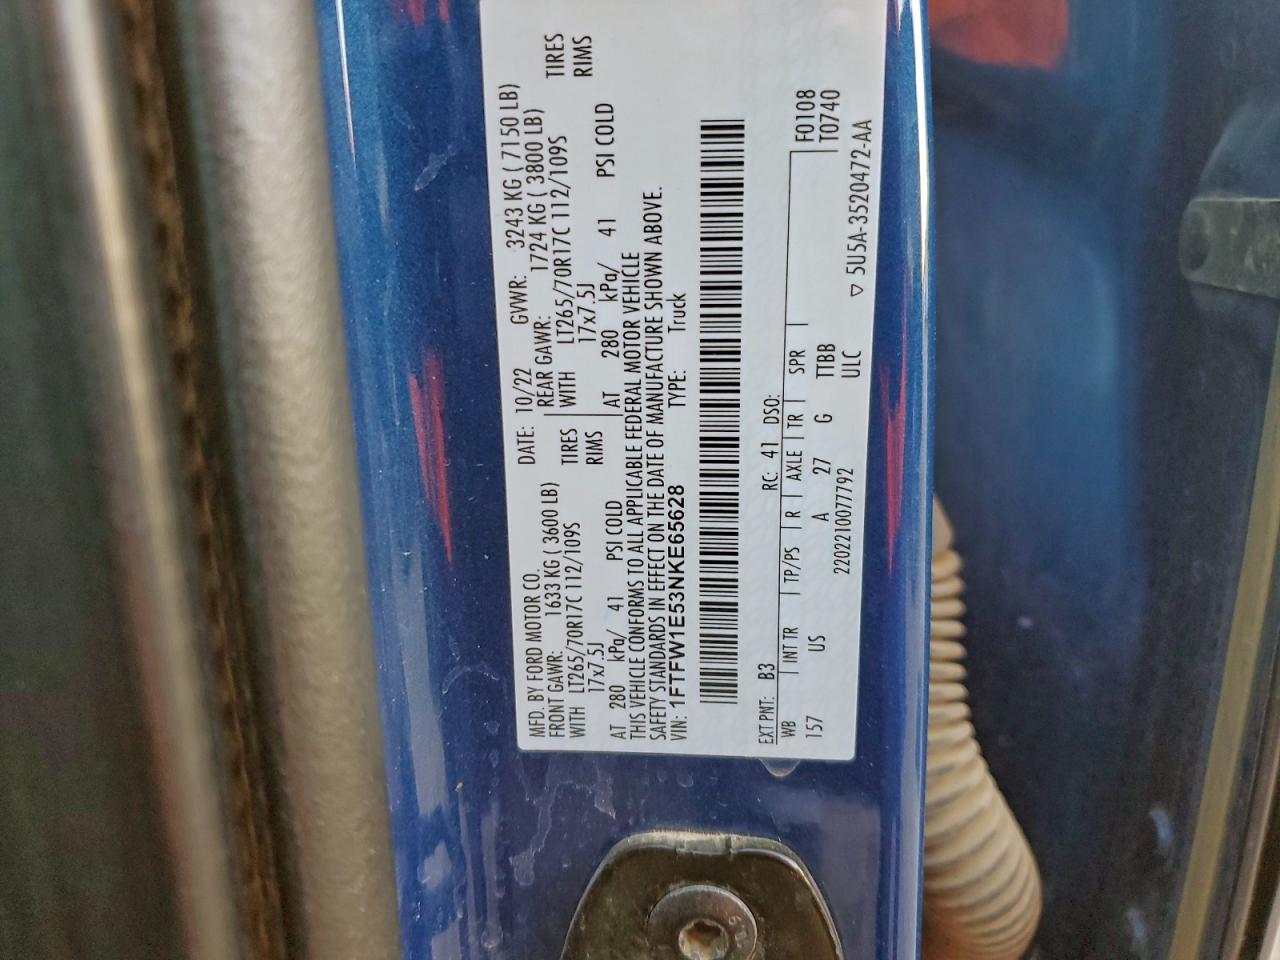 MFD. BY FORD MOTOR CO. DATE: 10/22 GVWR: 3243 KG ( 7150 LB)
FRONT GAWR: 1633 KG ( 3600 LB) REAR GAWR: 1724 KG ( 3800 LB)
WITH LT265/70R17C 112/109S TIRES WITH LT265/70R17C 112/109S TIRES
17x7.5J RIMS 17x7.5J RIMS
AT 280 kPa/ 41 PSI COLD AT 280 kPa/ 41 PSI COLD
THIS VEHICLE CONFORMS TO ALL APPLICABLE FEDERAL MOTOR VEHICLE
SAFETY STANDARDS IN EFFECT ON THE DATE OF MANUFACTURE SHOWN ABOVE.
VIN: 1FTFW1E53NKE65628 TYPE: Truck
EXT PNT: B3 RC: 41 DSO:
WB INT TR TP/PS R AXLE TR SPR F0108
157 US A 27 G TTBB T0740
220221007792 ULC
▽ 5U5A-3520472-AA